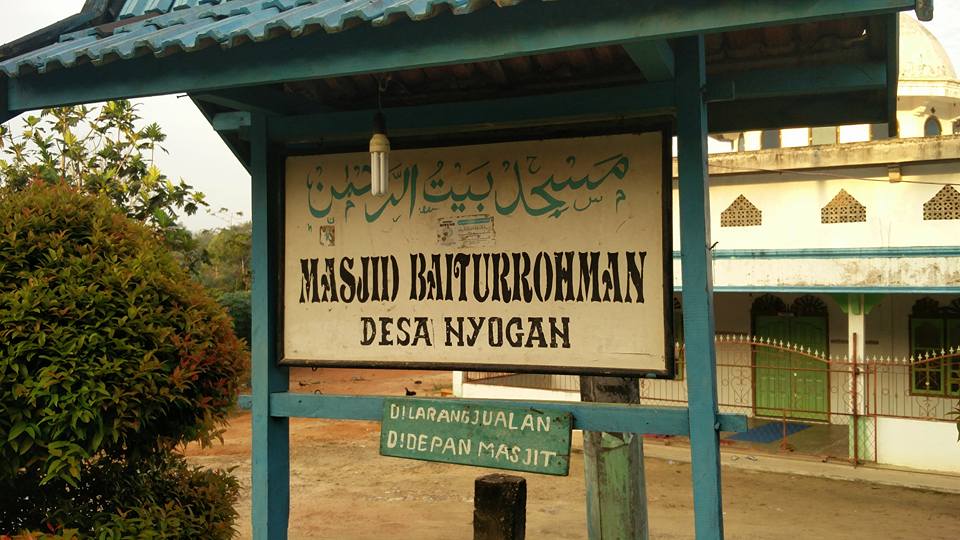 مسجد بيت الرحمن
MASJID BAITURROHMAN
DESA NYOGAN
DILARANG JUALAN
DIDEPAN MASJIT